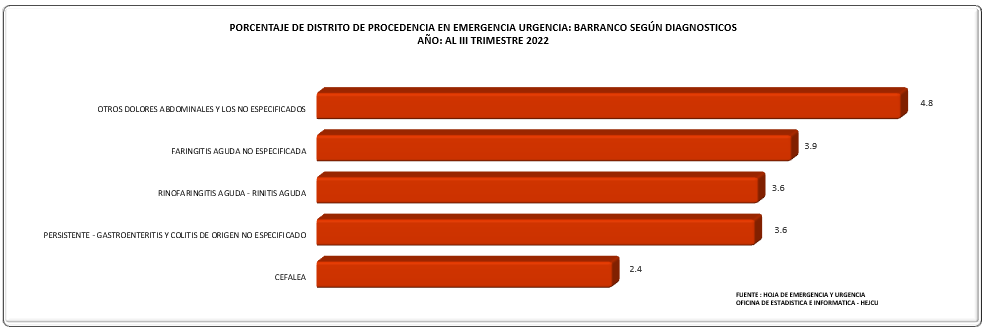 PORCENTAJE DE DISTRITO DE PROCEDENCIA EN EMERGENCIA URGENCIA: BARRANCO SEGÚN DIAGNOSTICOS
AÑO: AL III TRIMESTRE 2022
OTROS DOLORES ABDOMINALES Y LOS NO ESPECIFICADOS 4.8
FARINGITIS AGUDA NO ESPECIFICADA 3.9
RINOFARINGITIS AGUDA - RINITIS AGUDA 3.6
PERSISTENTE - GASTROENTERITIS Y COLITIS DE ORIGEN NO ESPECIFICADO 3.6
CEFALEA 2.4
FUENTE : HOJA DE EMERGENCIA Y URGENCIA
OFICINA DE ESTADISTICA E INFORMATICA - HEJCU